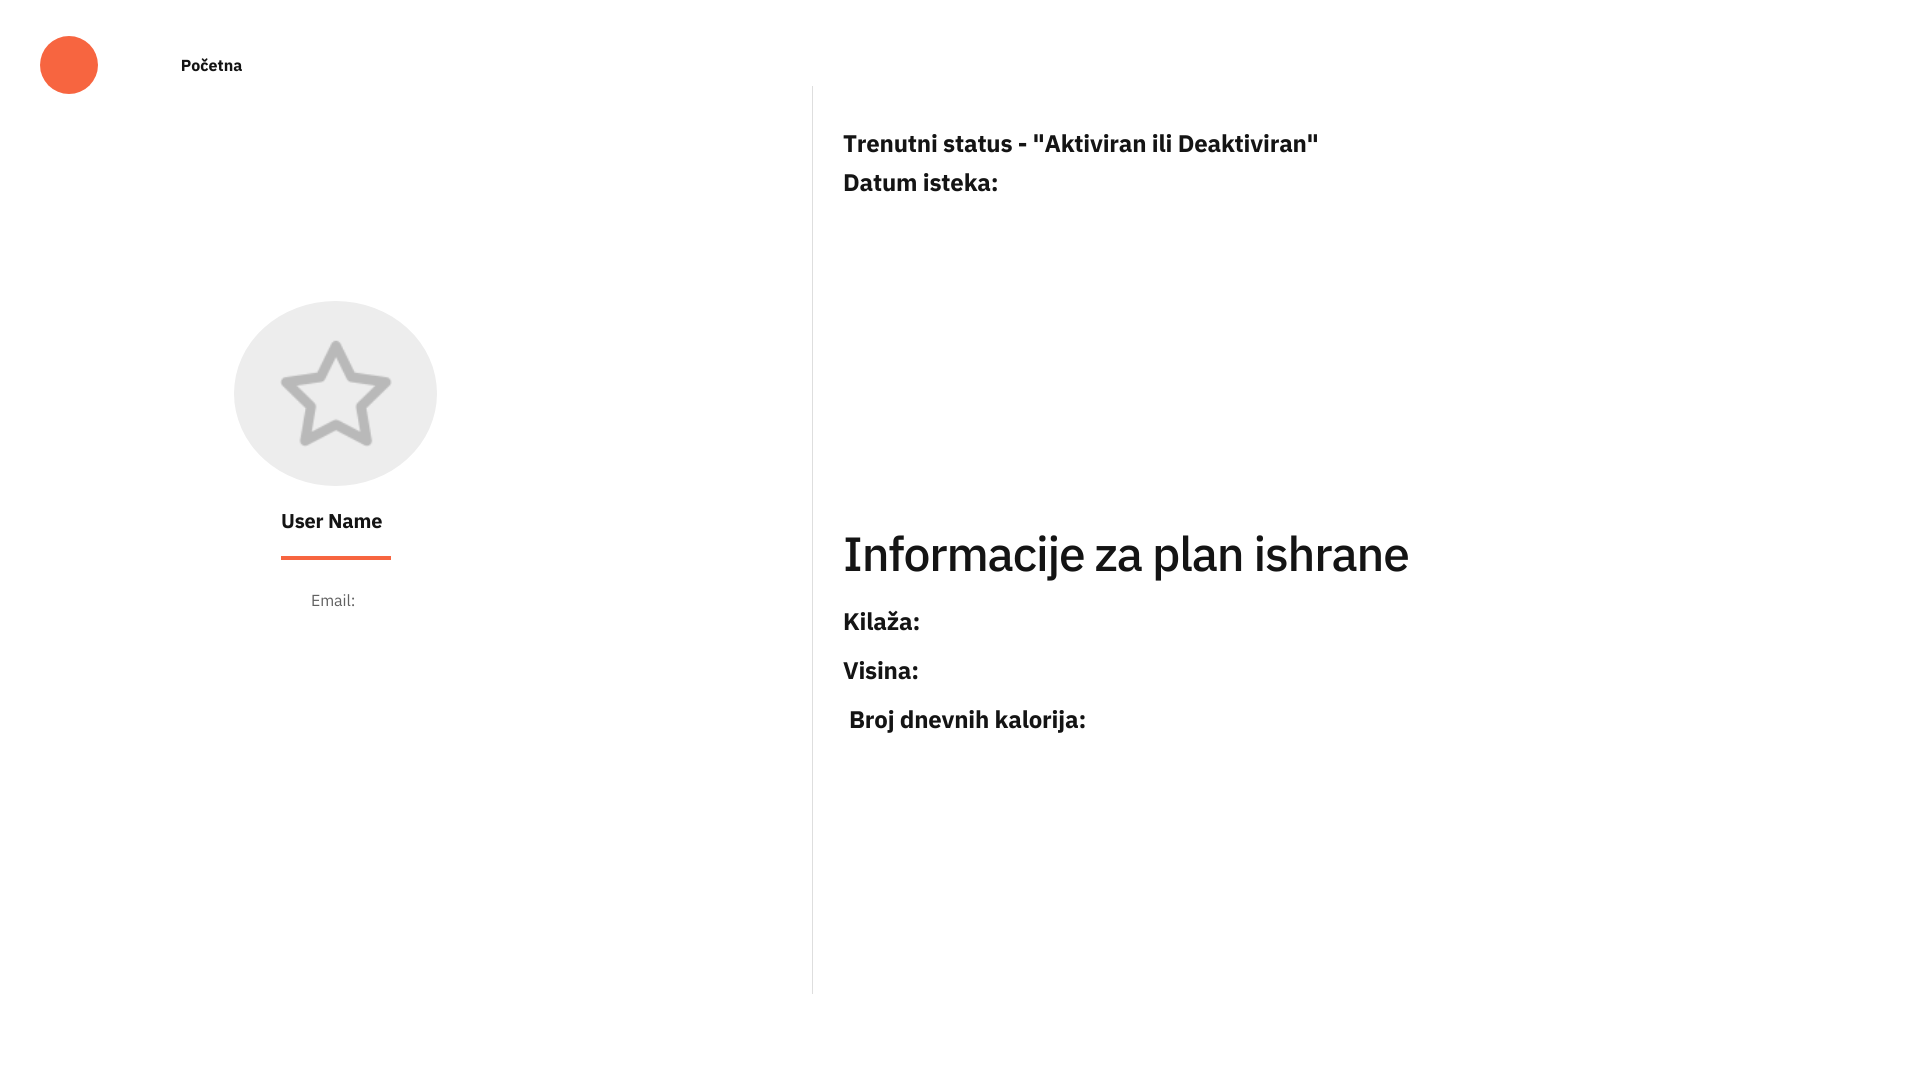 Početna
Trenutni status - "Aktiviran ili Deaktiviran"
Datum isteka:
User Name
Email:
Informacije za plan ishrane
Kilaža:
Visina:
Broj dnevnih kalorija: